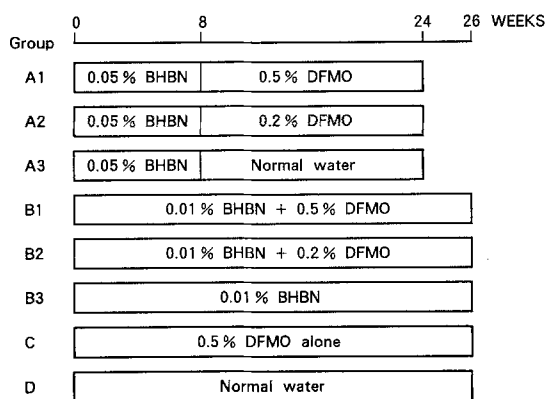 0 8 24 26 WEEKS
Group
A1 0.05% BHBN 0.5% DFMO
A2 0.05% BHBN 0.2% DFMO
A3 0.05% BHBN Normal water
B1 0.01% BHBN + 0.5% DFMO
B2 0.01% BHBN + 0.2% DFMO
B3 0.01% BHBN
C 0.5% DFMO alone
D Normal water